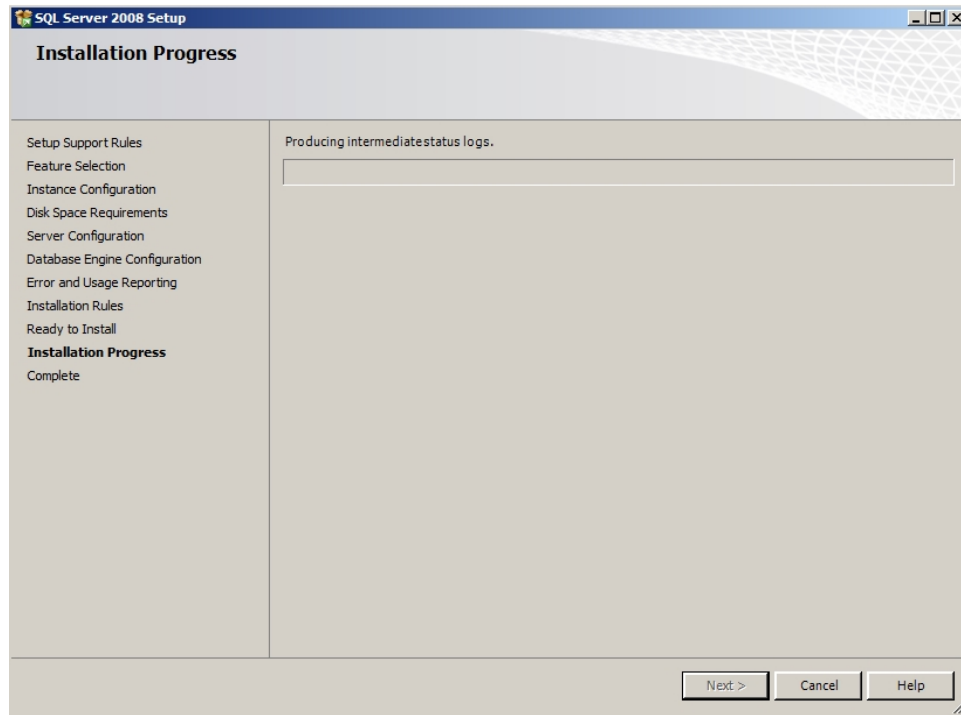 SQL Server 2008 Setup
Installation Progress
Setup Support Rules
Feature Selection
Instance Configuration
Disk Space Requirements
Server Configuration
Database Engine Configuration
Error and Usage Reporting
Installation Rules
Ready to Install
Installation Progress
Complete
Producing intermediate status logs.
Next >
Cancel
Help